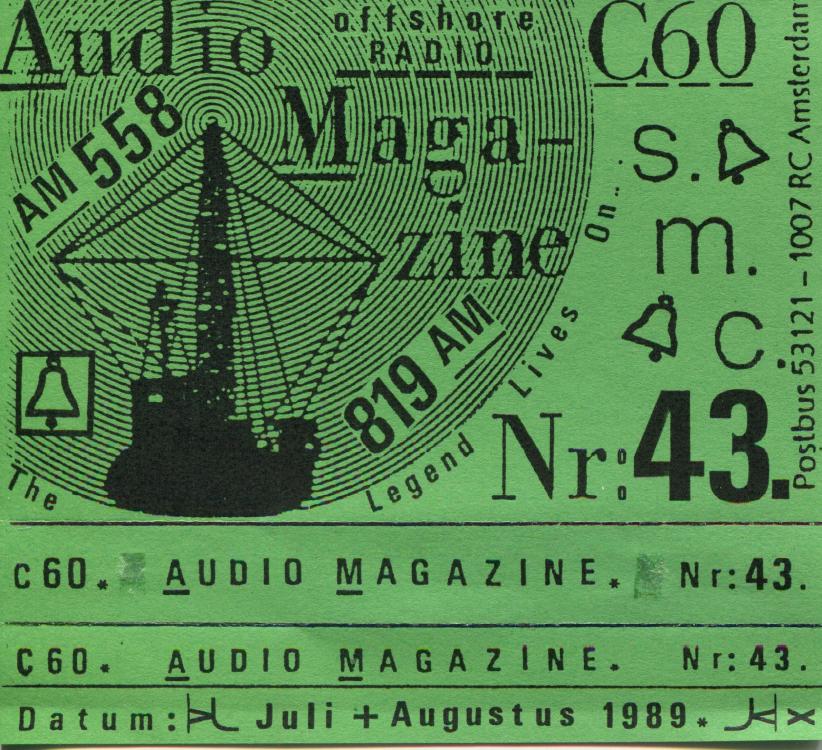 Audio
offshore
RADIO
C60
AM 558
Maga-
zine
S.
m.
C.
819 AM
The Legend Lives On..
Nr:43.
Postbus 53121 – 1007 RC Amsterdam
C60. AUDIO MAGAZINE. Nr:43.
C60. AUDIO MAGAZINE. Nr:43.
Datum: Juli + Augustus 1989.